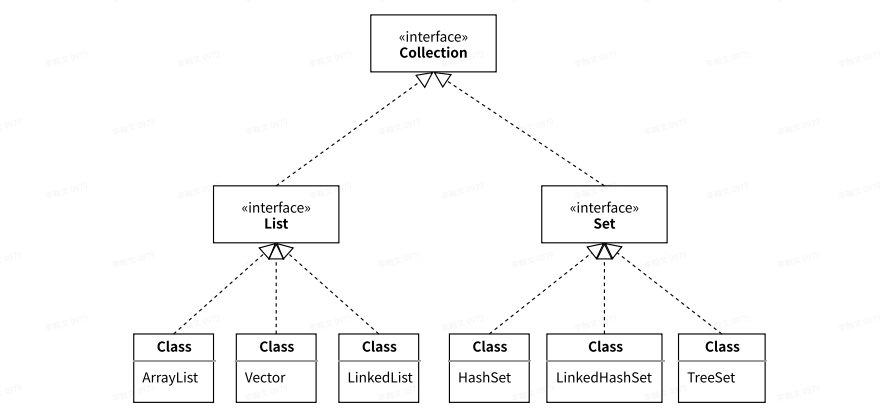 «interface»
Collection
«interface»
List
«interface»
Set
Class
ArrayList
Class
Vector
Class
LinkedList
Class
HashSet
Class
LinkedHashSet
Class
TreeSet